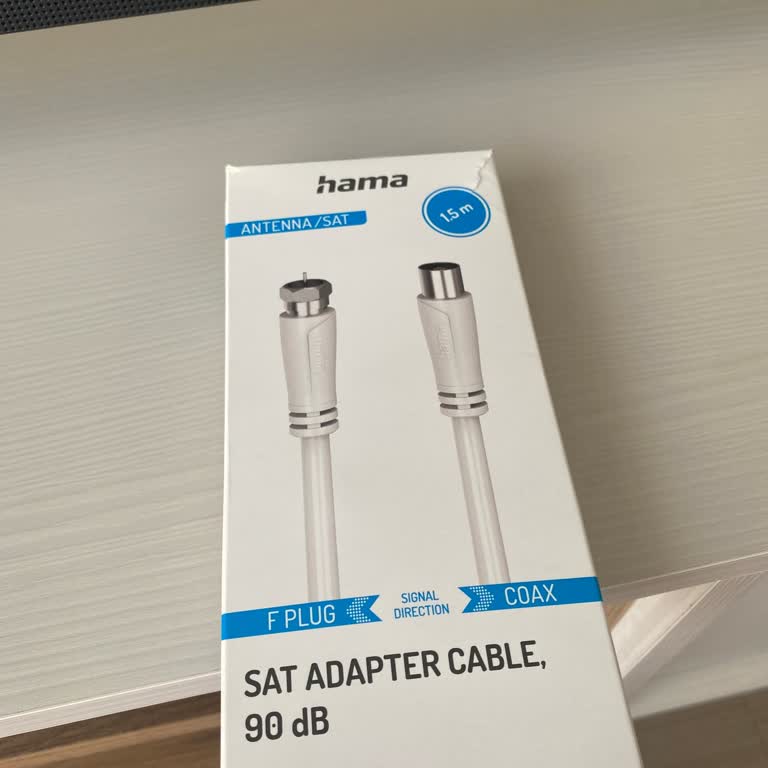 hama
ANTENNA/SAT
1.5 m
F PLUG
SIGNAL
DIRECTION
COAX
SAT ADAPTER CABLE,
90 dB